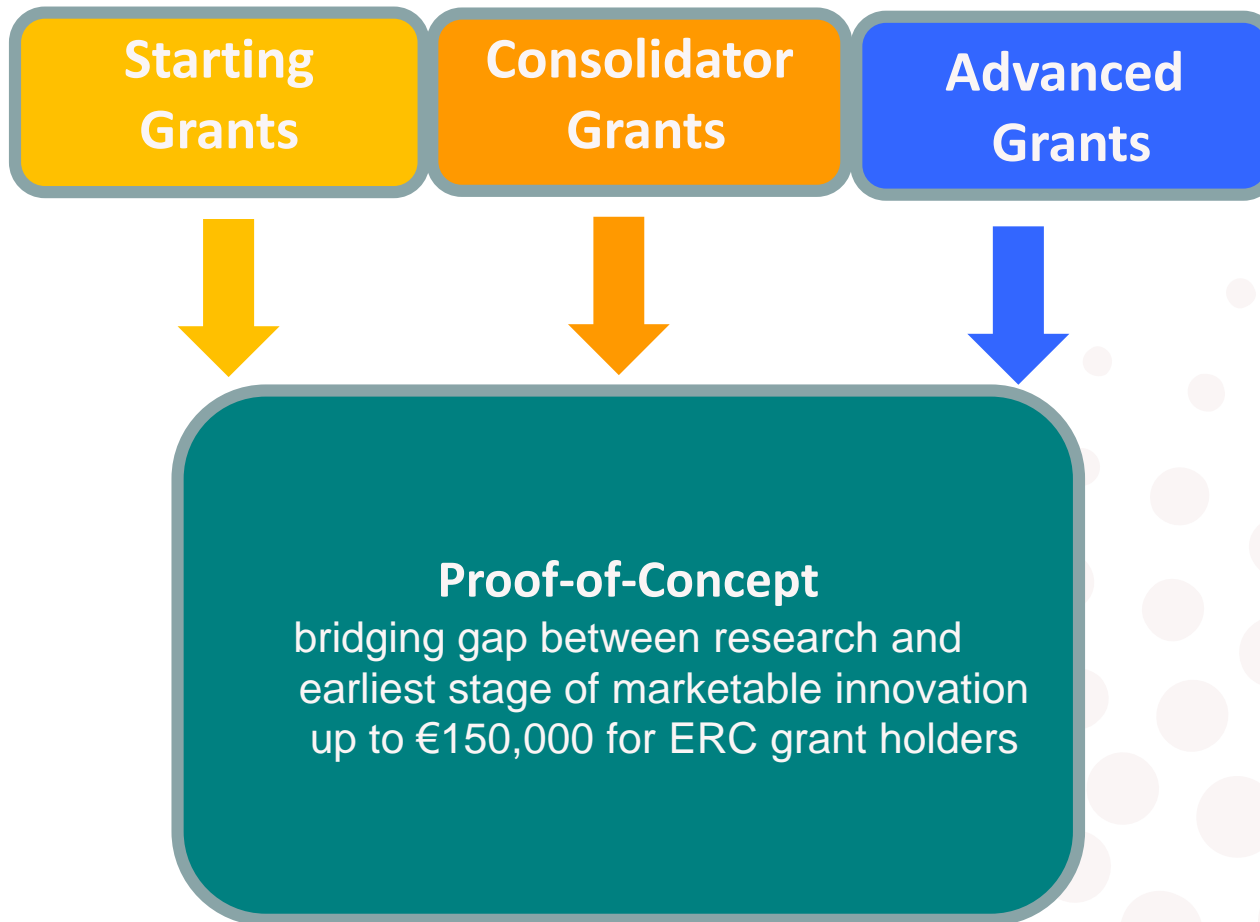 Starting
Grants
Consolidator
Grants
Advanced
Grants
Proof-of-Concept
bridging gap between research and
earliest stage of marketable innovation
up to €150,000 for ERC grant holders